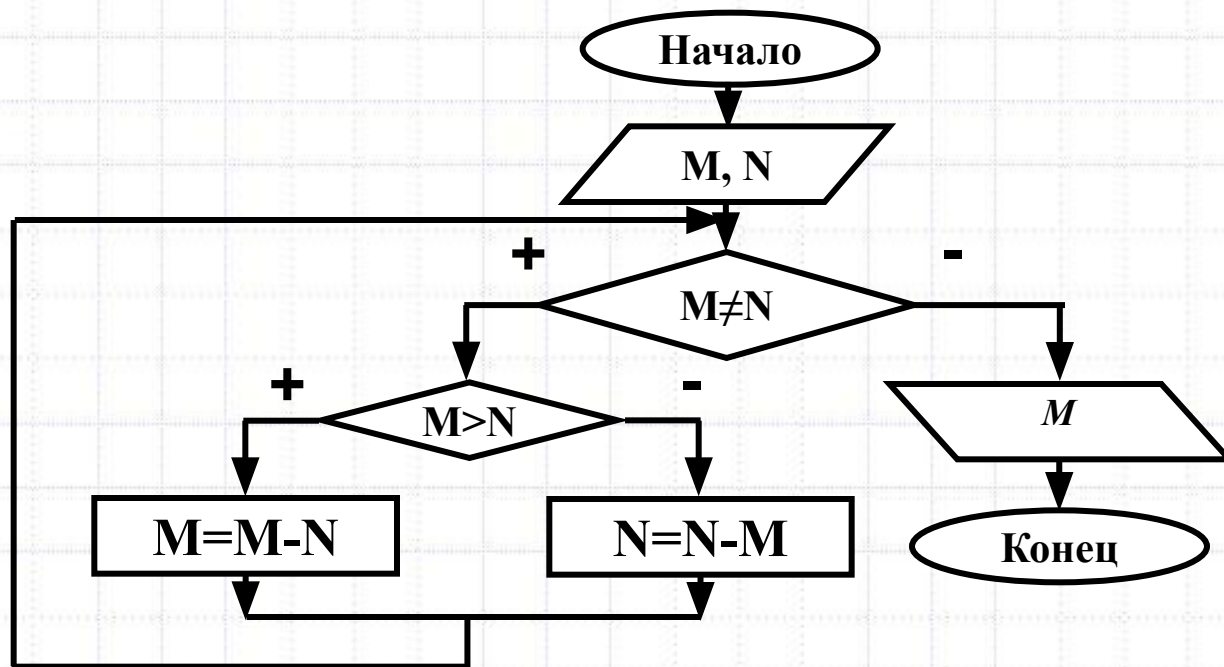 Начало
M, N
+
-
M≠N
+
-
M>N
M
M=M-N
N=N-M
Конец